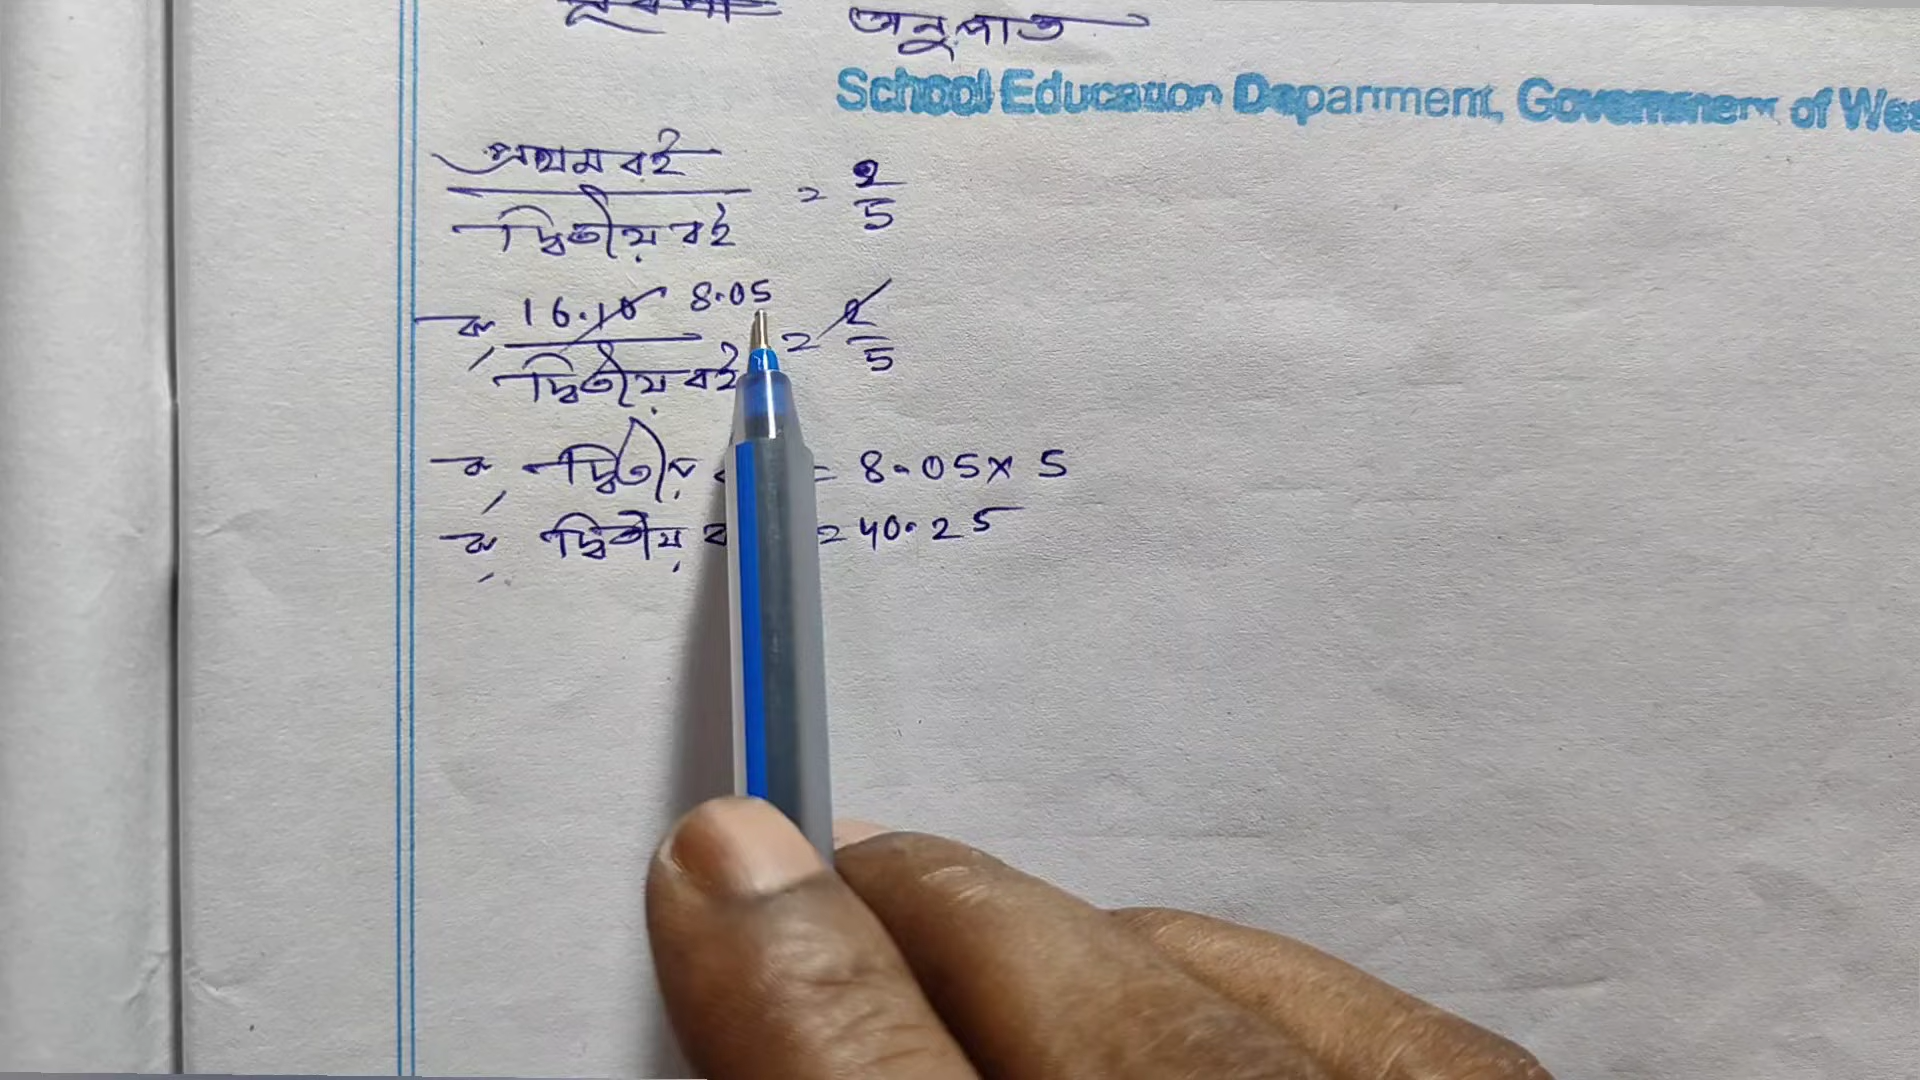 অনুপাত
School Education Department, Government of Wes
প্রথম বই / দ্বিতীয় বই = 2/5
বা, 16.10 8.05 / দ্বিতীয় বই = 2/5
বা, দ্বিতীয় ব = 8.05 × 5
বা, দ্বিতীয় ব = 40.25